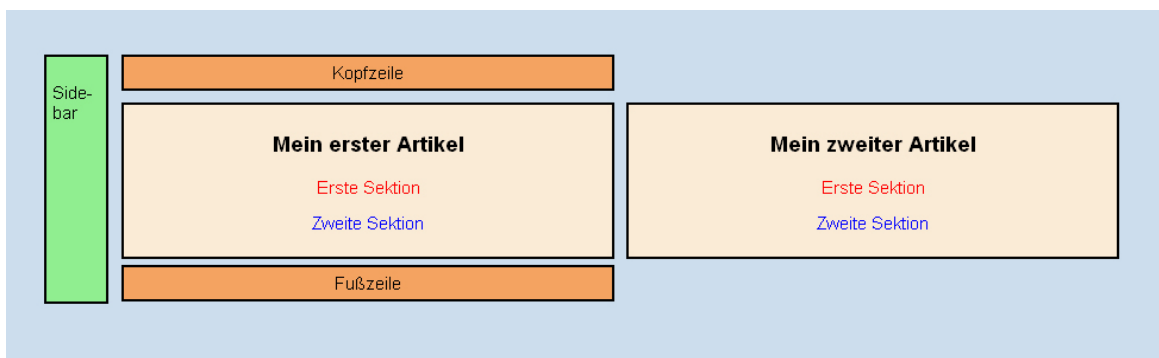 Side-
bar
Kopfzeile
Mein erster Artikel
Erste Sektion
Zweite Sektion
Mein zweiter Artikel
Erste Sektion
Zweite Sektion
Fußzeile